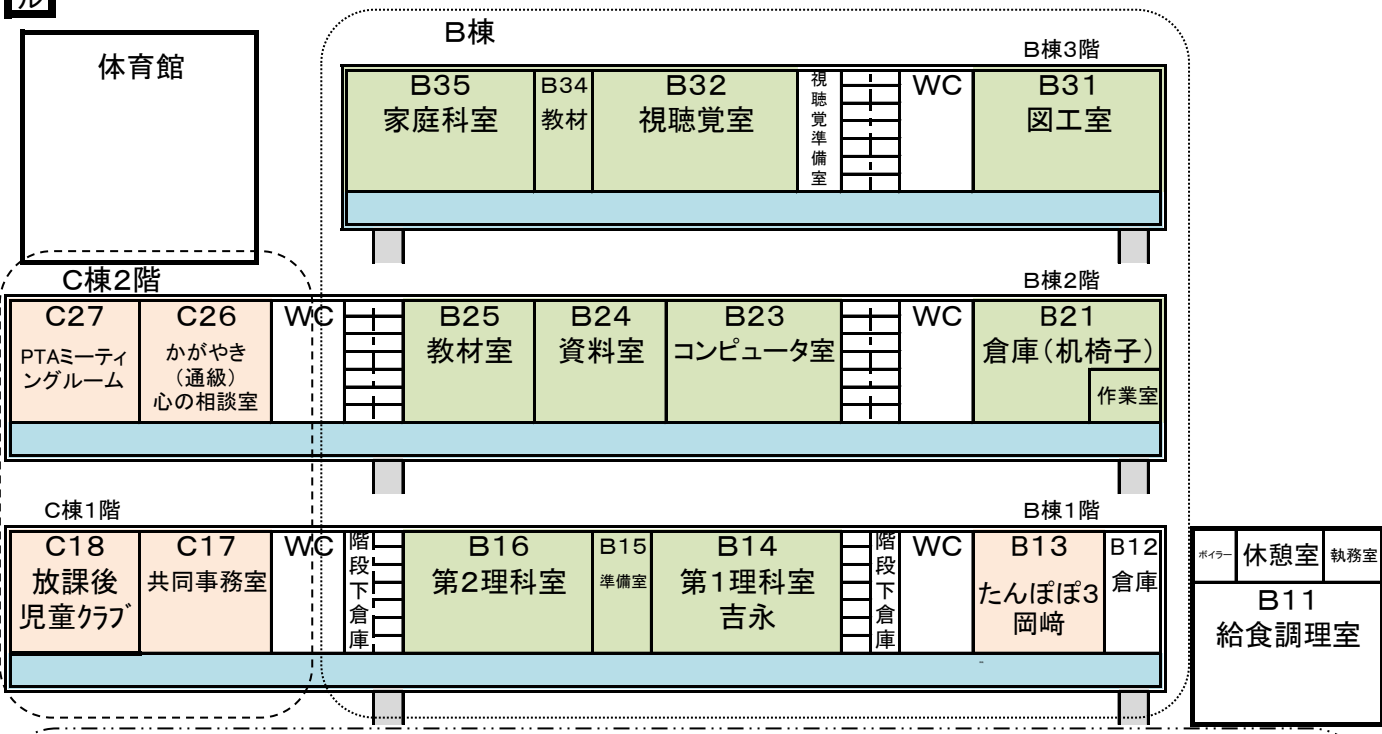 ル
体育館
B棟
B棟3階
B35
家庭科室
B34
教材
B32
視聴覚室
視聴覚準備室
WC
B31
図工室
C棟2階
B棟2階
C27
PTAミーティ
ングルーム
C26
かがやき
（通級）
心の相談室
WC
B25
教材室
B24
資料室
B23
コンピュータ室
WC
B21
倉庫（机椅子）
作業室
C棟1階
B棟1階
C18
放課後
児童クラブ
C17
共同事務室
WC
階段下倉庫
B16
第2理科室
B15
準備室
B14
第1理科室
吉永
階段下倉庫
WC
B13
たんぽぽ3
岡﨑
B12
倉庫
ボイラー
休憩室
執務室
B11
給食調理室